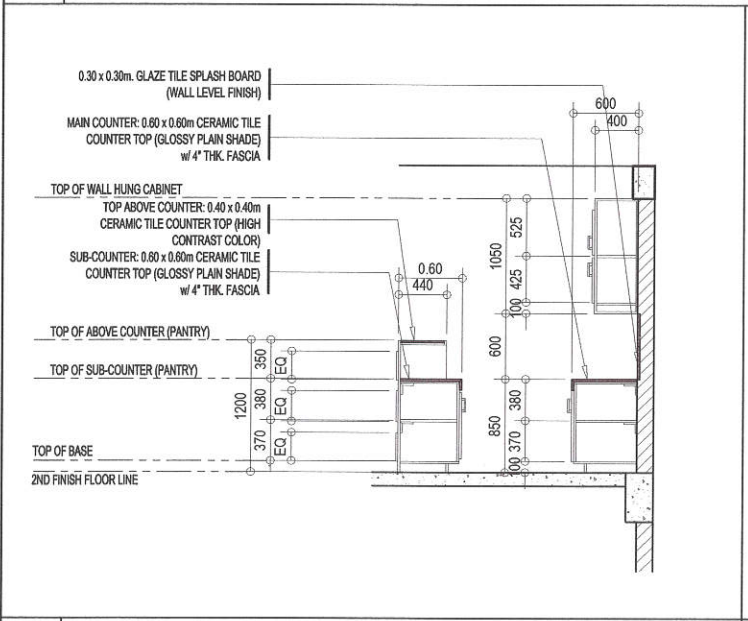 0.30 x 0.30m. GLAZE TILE SPLASH BOARD
(WALL LEVEL FINISH)
MAIN COUNTER: 0.60 x 0.60m CERAMIC TILE
COUNTER TOP (GLOSSY PLAIN SHADE)
w/ 4" THK. FASCIA
600
400
TOP OF WALL HUNG CABINET
TOP ABOVE COUNTER: 0.40 x 0.40m
CERAMIC TILE COUNTER TOP (HIGH
CONTRAST COLOR)
SUB-COUNTER: 0.60 x 0.60m CERAMIC TILE
COUNTER TOP (GLOSSY PLAIN SHADE)
w/ 4" THK. FASCIA
0.60
440
1050
525
425
100
600
TOP OF ABOVE COUNTER (PANTRY)
TOP OF SUB-COUNTER (PANTRY)
1200
350
380
370
EQ
EQ
EQ
850
380
370
100
TOP OF BASE
2ND FINISH FLOOR LINE